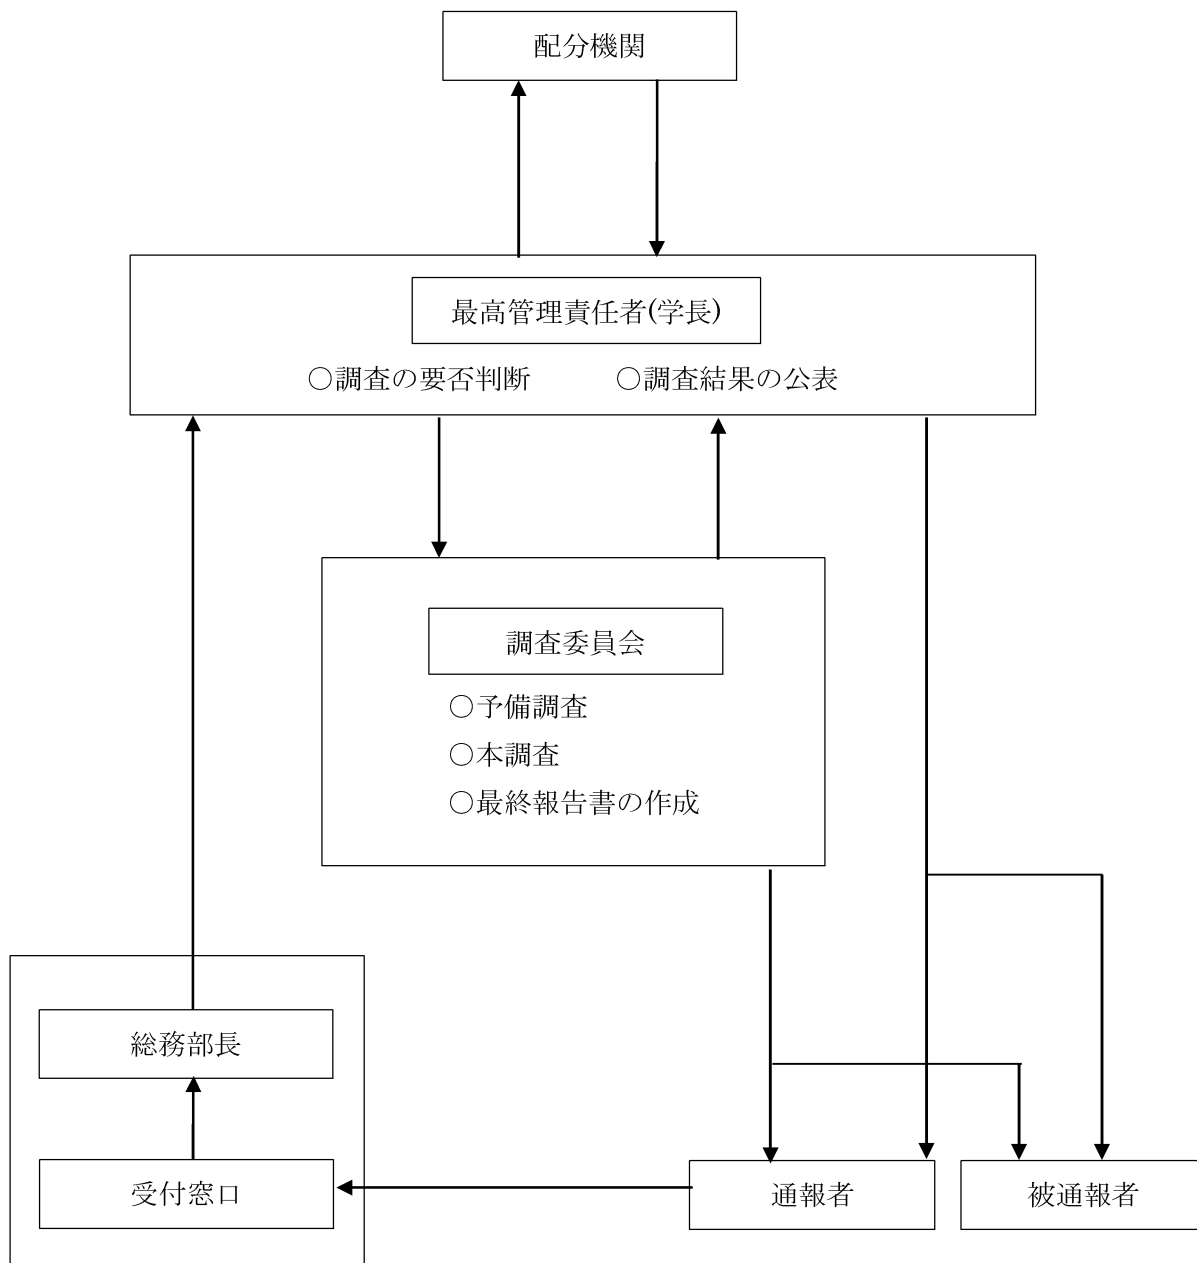 配分機関
最高管理責任者(学長)
○調査の要否判断 ○調査結果の公表
調査委員会
○予備調査
○本調査
○最終報告書の作成
総務部長
受付窓口
通報者
被通報者